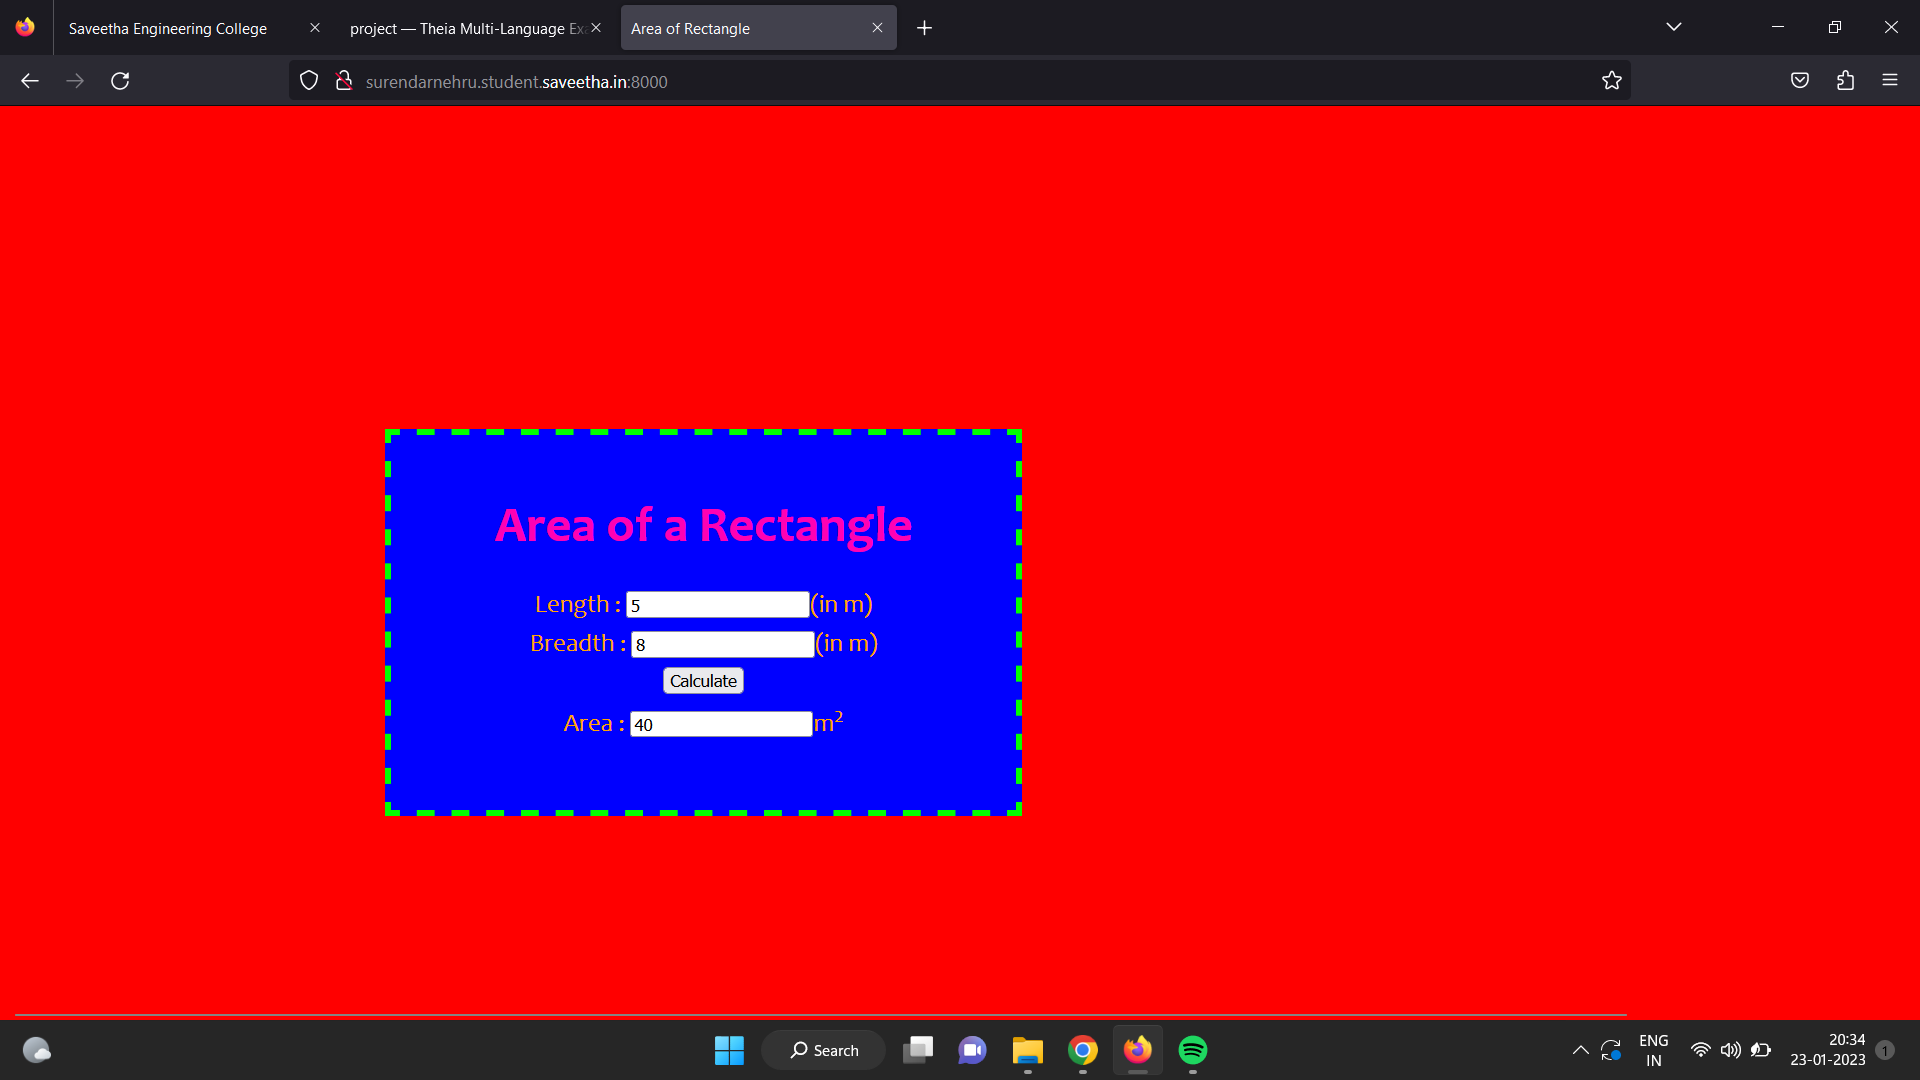 Saveetha Engineering College
project — Theia Multi-Language Ex
Area of Rectangle
surendarnehru.student.saveetha.in:8000
Area of a Rectangle
Length : 5 (in m)
Breadth : 8 (in m)
Calculate
Area : 40 m²
Search
ENG
IN
20:34
23-01-2023
1